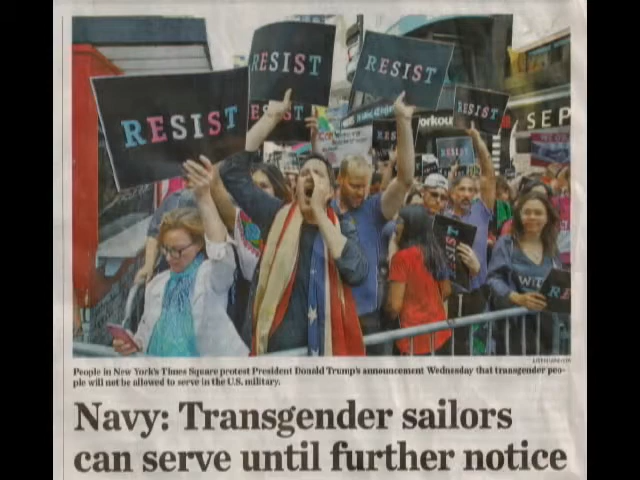 RESIST
RESIST
RESIST
RESIST
RESIST
orkou
SEP
RESIST
People in New York's Times Square protest President Donald Trump's announcement Wednesday that transgender peo-
ple will not be allowed to serve in the U.S. military.
Navy: Transgender sailors
can serve until further notice